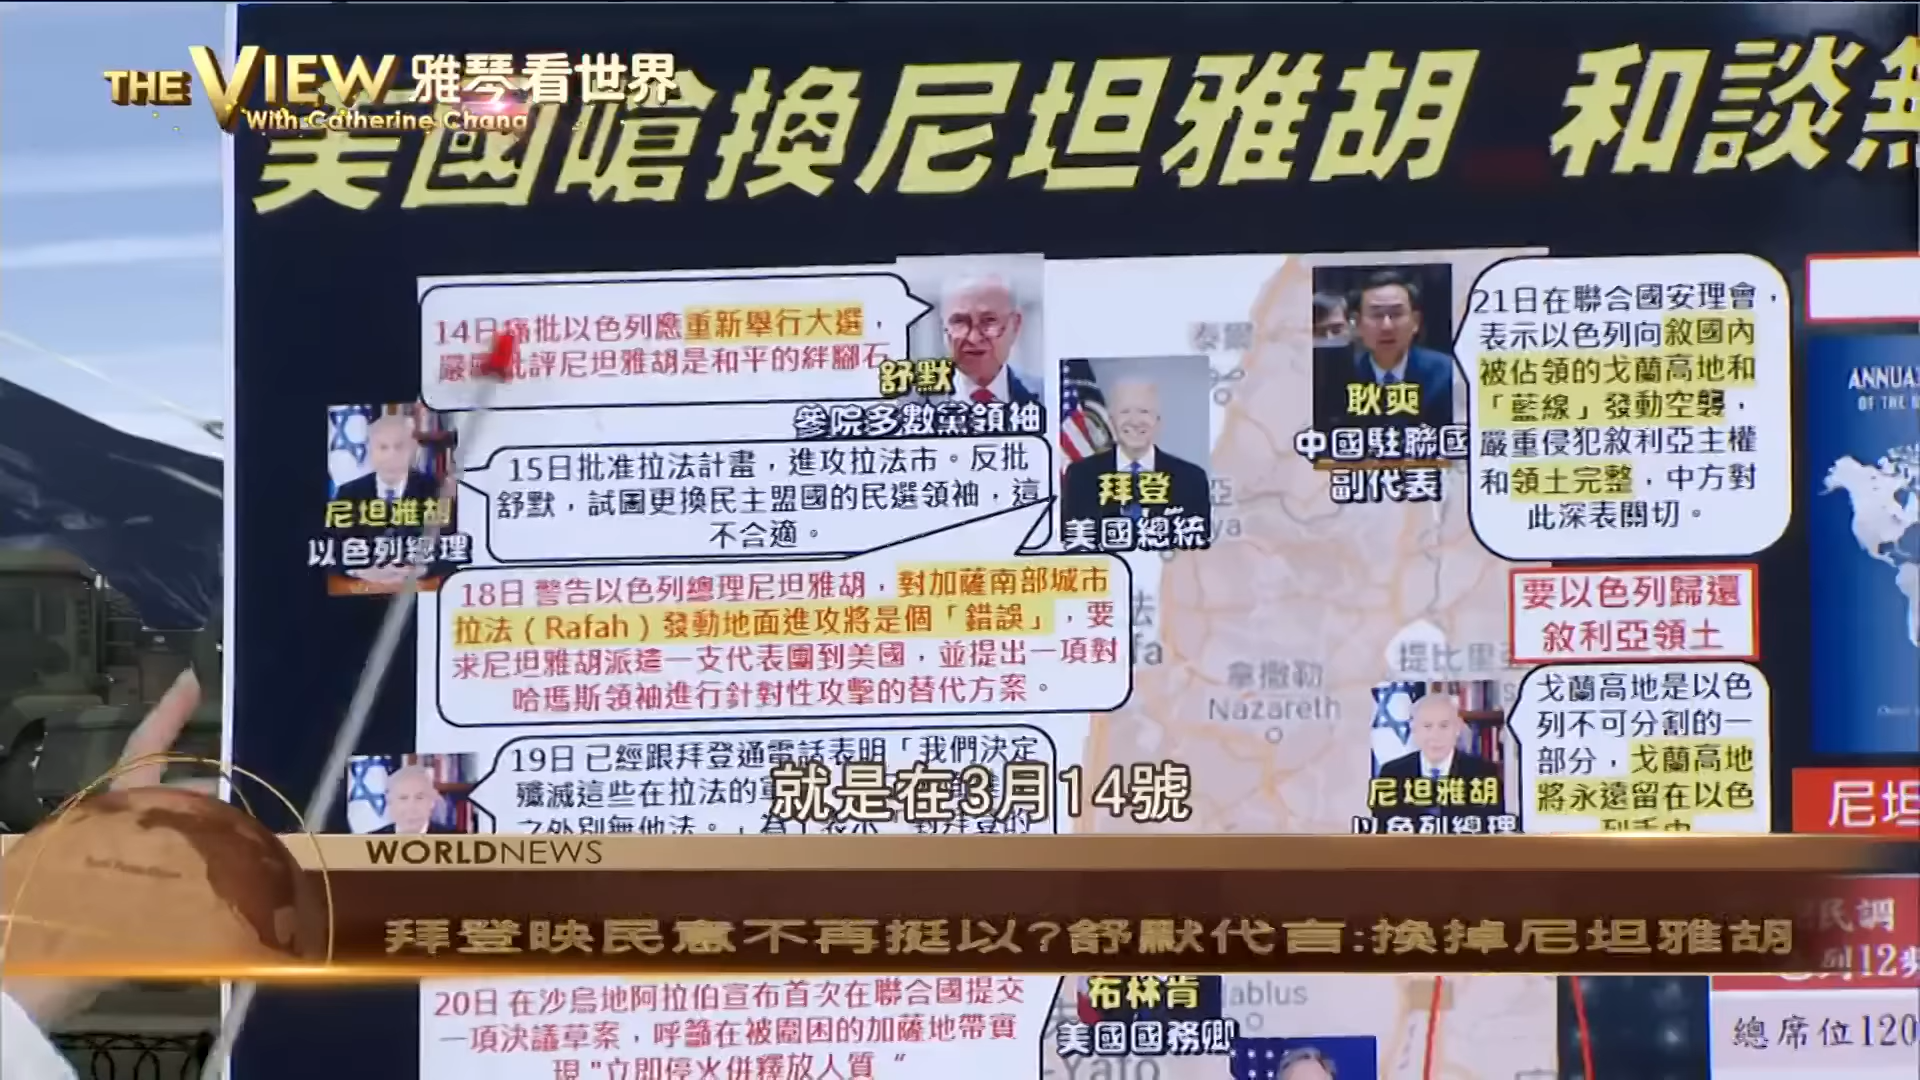 THE VIEW 雅琴看世界
With Catherine Chang
美國嗆換尼坦雅胡 和談
14日痛批以色列應重新舉行大選，
嚴厲批評尼坦雅胡是和平的絆腳石
舒默
參院多數黨領袖
尼坦雅胡
以色列總理
15日批准拉法計畫，進攻拉法市。反批
舒默，試圖更換民主盟國的民選領袖，這
不合適。
拜登
美國總統
18日 警告以色列總理尼坦雅胡，對加薩南部城市
拉法（Rafah）發動地面進攻將是個「錯誤」，要
求尼坦雅胡派遣一支代表團到美國，並提出一項對
哈瑪斯領袖進行針對性攻擊的替代方案。
19日 已經跟拜登通電話表明「我們決定
殲滅這些在拉法的
之外別無他法。」
耿爽
中國駐聯國
副代表
21日在聯合國安理會，
表示以色列向敘國內
被佔領的戈蘭高地和
「藍線」發動空襲，
嚴重侵犯敘利亞主權
和領土完整，中方對
此深表關切。
要以色列歸還
敘利亞領土
拿撒勒
Nazareth
尼坦雅胡
以色列總理
戈蘭高地是以色
列不可分割的一
部分，戈蘭高地
將永遠留在以色
ANNUA
OF THE
尼坦
就是在3月14號
WORLDNEWS
拜登映民意不再挺以?舒默代言:換掉尼坦雅胡
民調
20日 在沙烏地阿拉伯宣布首次在聯合國提交
一項決議草案，呼籲在被圍困的加薩地帶實
現"立即停火併釋放人質 "
布林肯
美國國務卿
ablus
-Yafo
總席位120